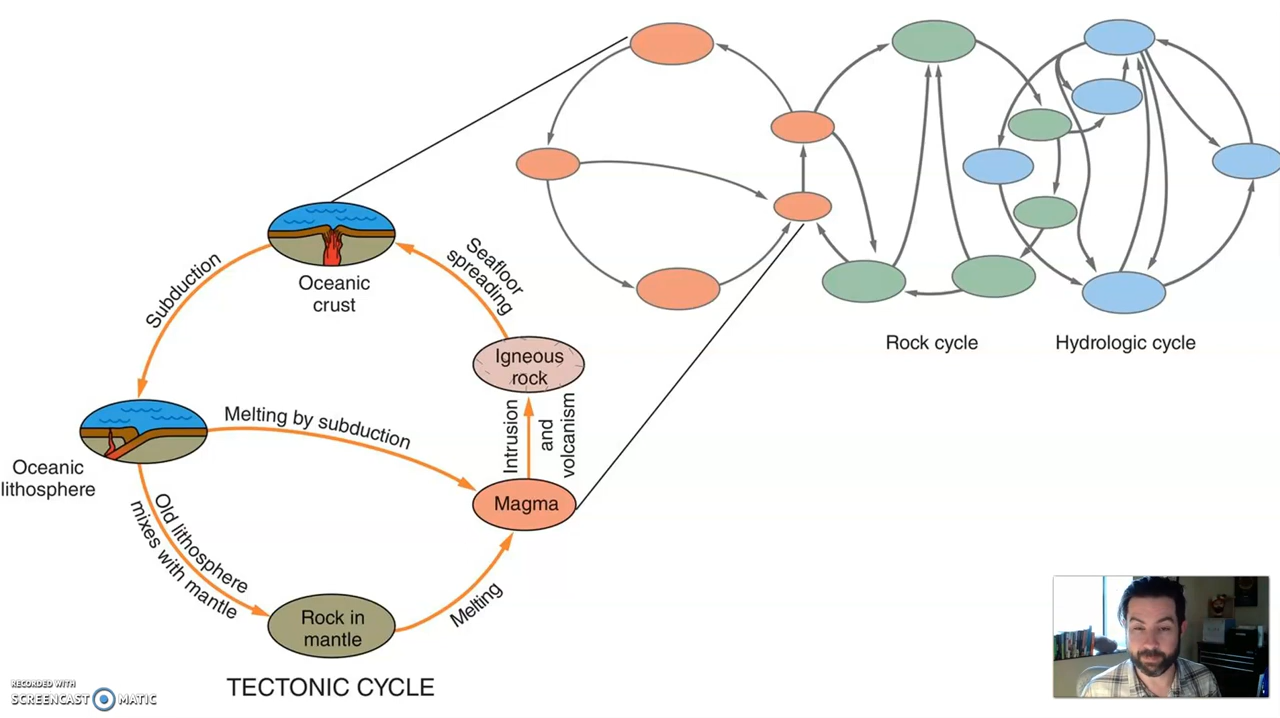 Rock cycle
Hydrologic cycle
Oceanic
crust
Subduction
Seafloor
spreading
Igneous
rock
Melting by subduction
Intrusion
and
volcanism
Oceanic
lithosphere
Magma
Old lithosphere
mixes with mantle
Rock in
mantle
Melting
TECTONIC CYCLE
RECORDED WITH
SCREENCAST MATIC